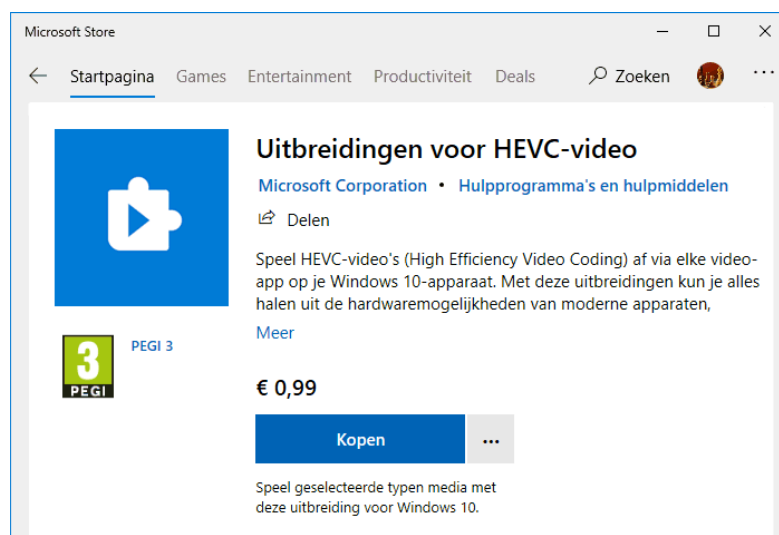 Microsoft Store
Startpagina Games Entertainment Productiviteit Deals Zoeken
Uitbreidingen voor HEVC-video
Microsoft Corporation • Hulpprogramma's en hulpmiddelen
Delen
Speel HEVC-video's (High Efficiency Video Coding) af via elke video-
app op je Windows 10-apparaat. Met deze uitbreidingen kun je alles
halen uit de hardwaremogelijkheden van moderne apparaten,
Meer
3
PEGI
PEGI 3
€ 0,99
Kopen
Speel geselecteerde typen media met
deze uitbreiding voor Windows 10.